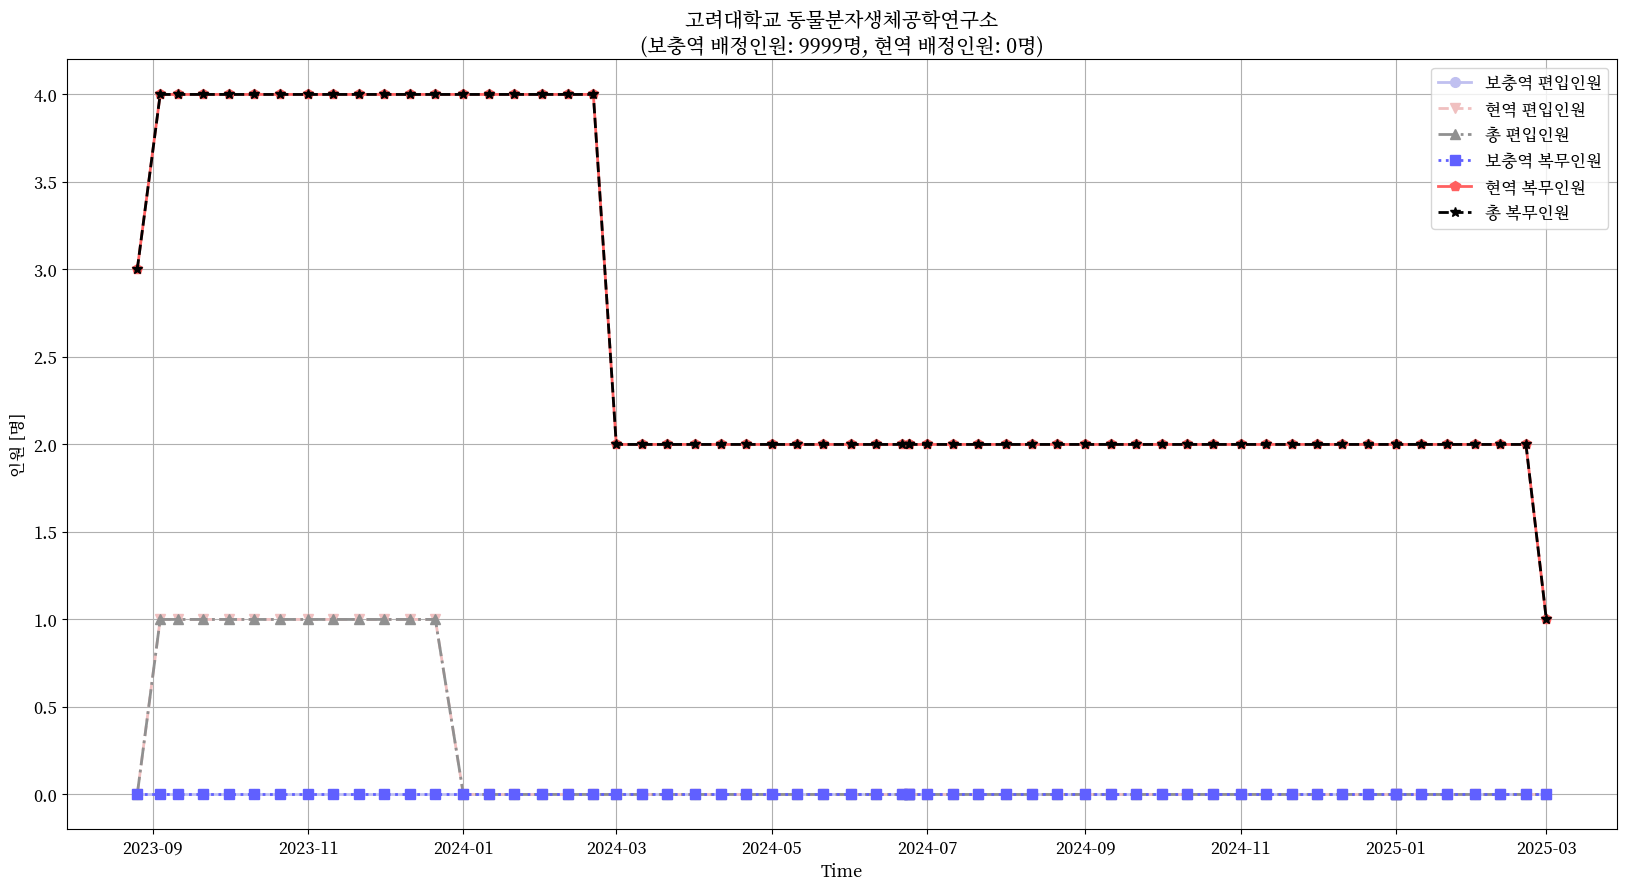 고려대학교 동물분자생체공학연구소
(보충역 배정인원: 9999명, 현역 배정인원: 0명)
보충역 편입인원
현역 편입인원
총 편입인원
보충역 복무인원
현역 복무인원
총 복무인원
인원 [명]
4.0
3.5
3.0
2.5
2.0
1.5
1.0
0.5
0.0
2023-09 2023-11 2024-01 2024-03 2024-05 2024-07 2024-09 2024-11 2025-01 2025-03
Time